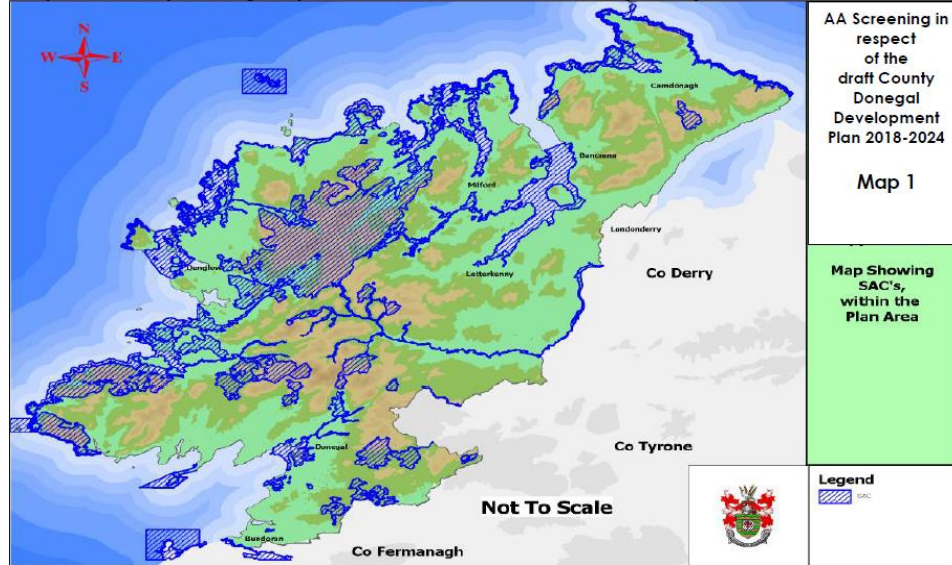 N
W E
S
AA Screening in
respect
of the
draft County
Donegal
Development
Plan 2018-2024
Map 1
Map Showing
SAC's,
within the
Plan Area
Legend
SAC
Carndonagh
Buncrana
Milford
Londonderry
Dunglow
Letterkenny
Co Derry
Donegal
Co Tyrone
Not To Scale
Bundoran
Co Fermanagh